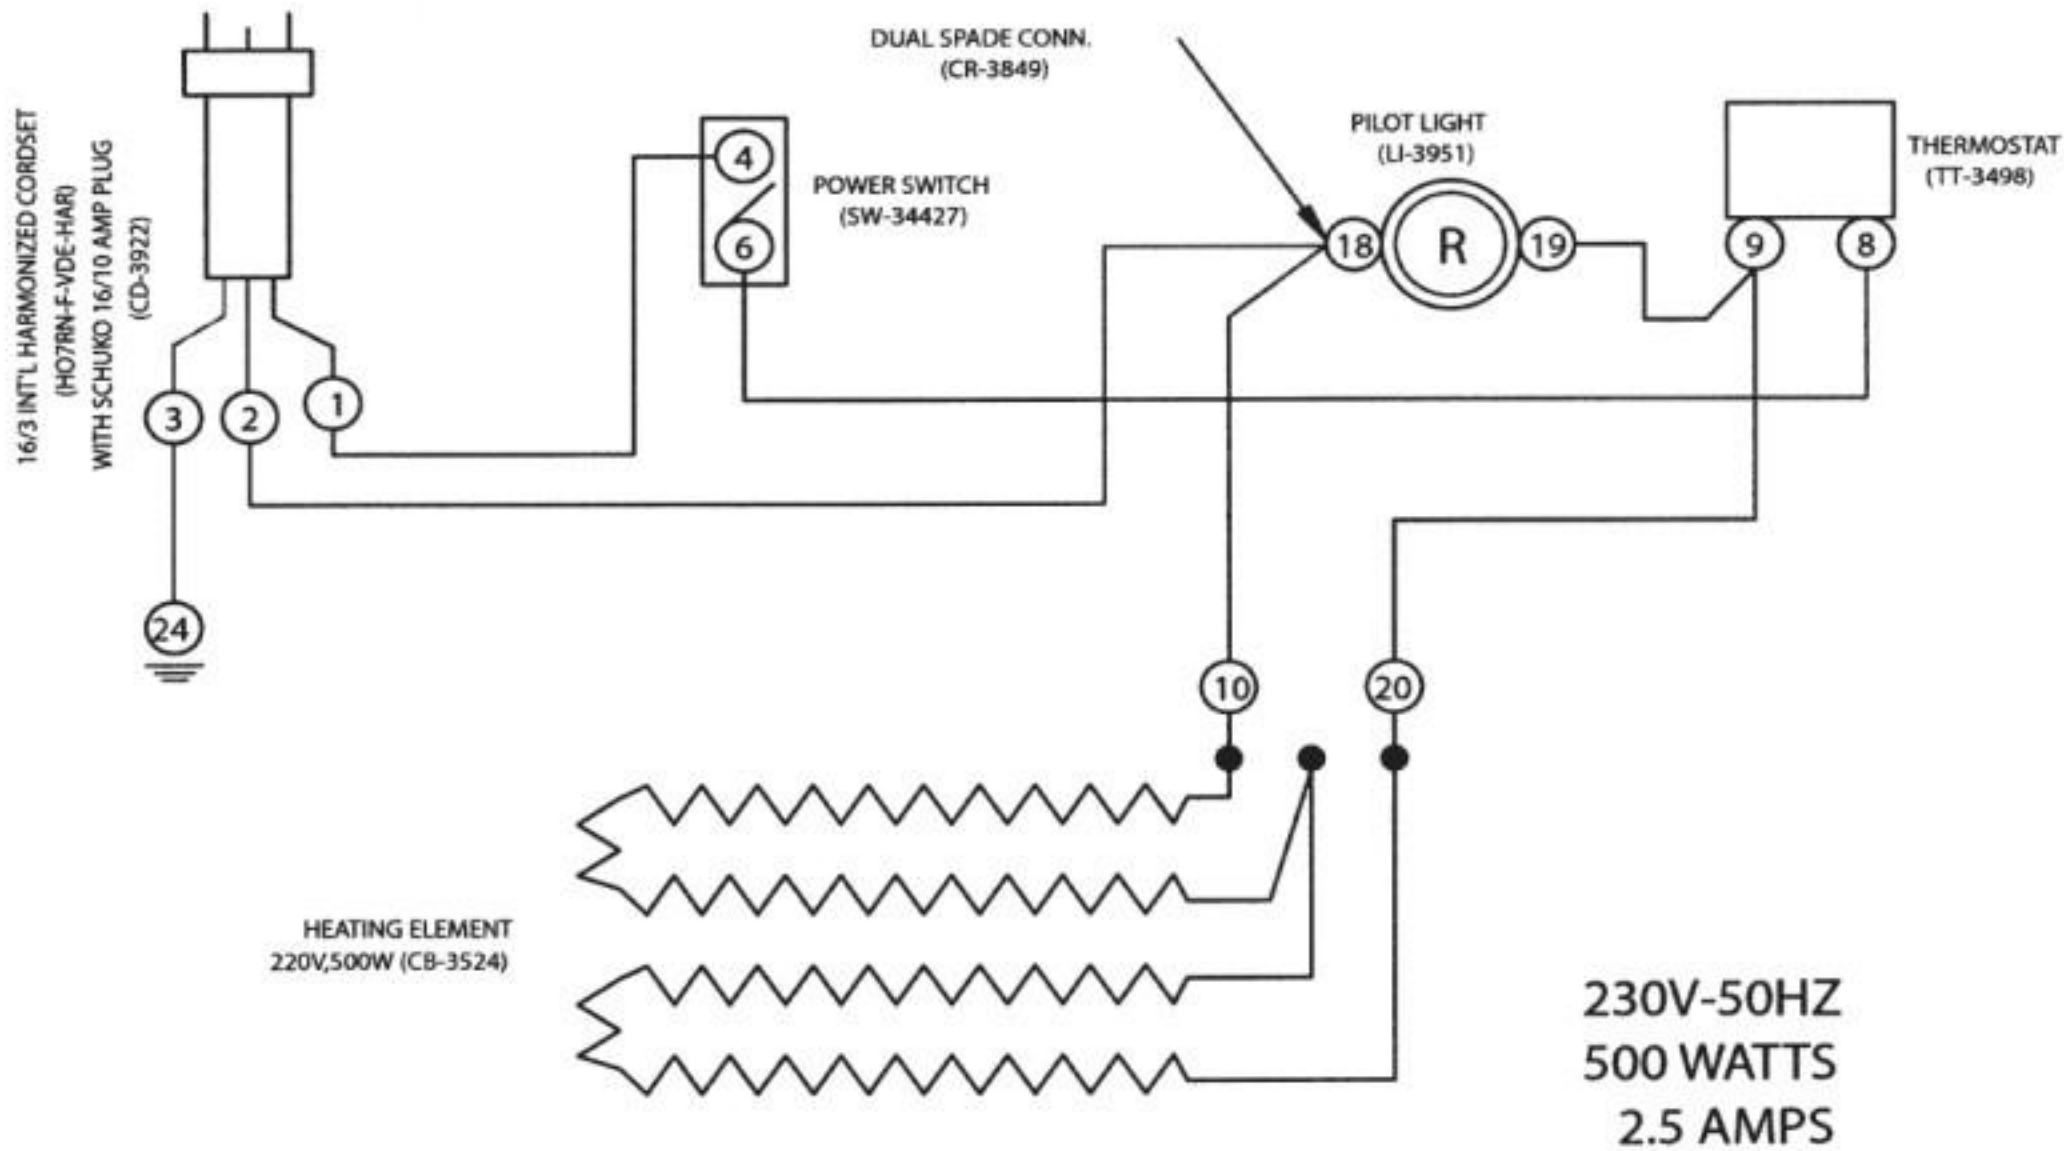 16/3 INT'L HARMONIZED CORDSET
(HO7RN-F-VDE-HAR)
WITH SCHUKO 16/10 AMP PLUG
(CD-3922)
3
2
1
24
4
6
POWER SWITCH
(SW-34427)
DUAL SPADE CONN.
(CR-3849)
PILOT LIGHT
(LI-3951)
18
R
19
THERMOSTAT
(TT-3498)
9
8
10
20
HEATING ELEMENT
220V,500W (CB-3524)
230V-50HZ
500 WATTS
2.5 AMPS